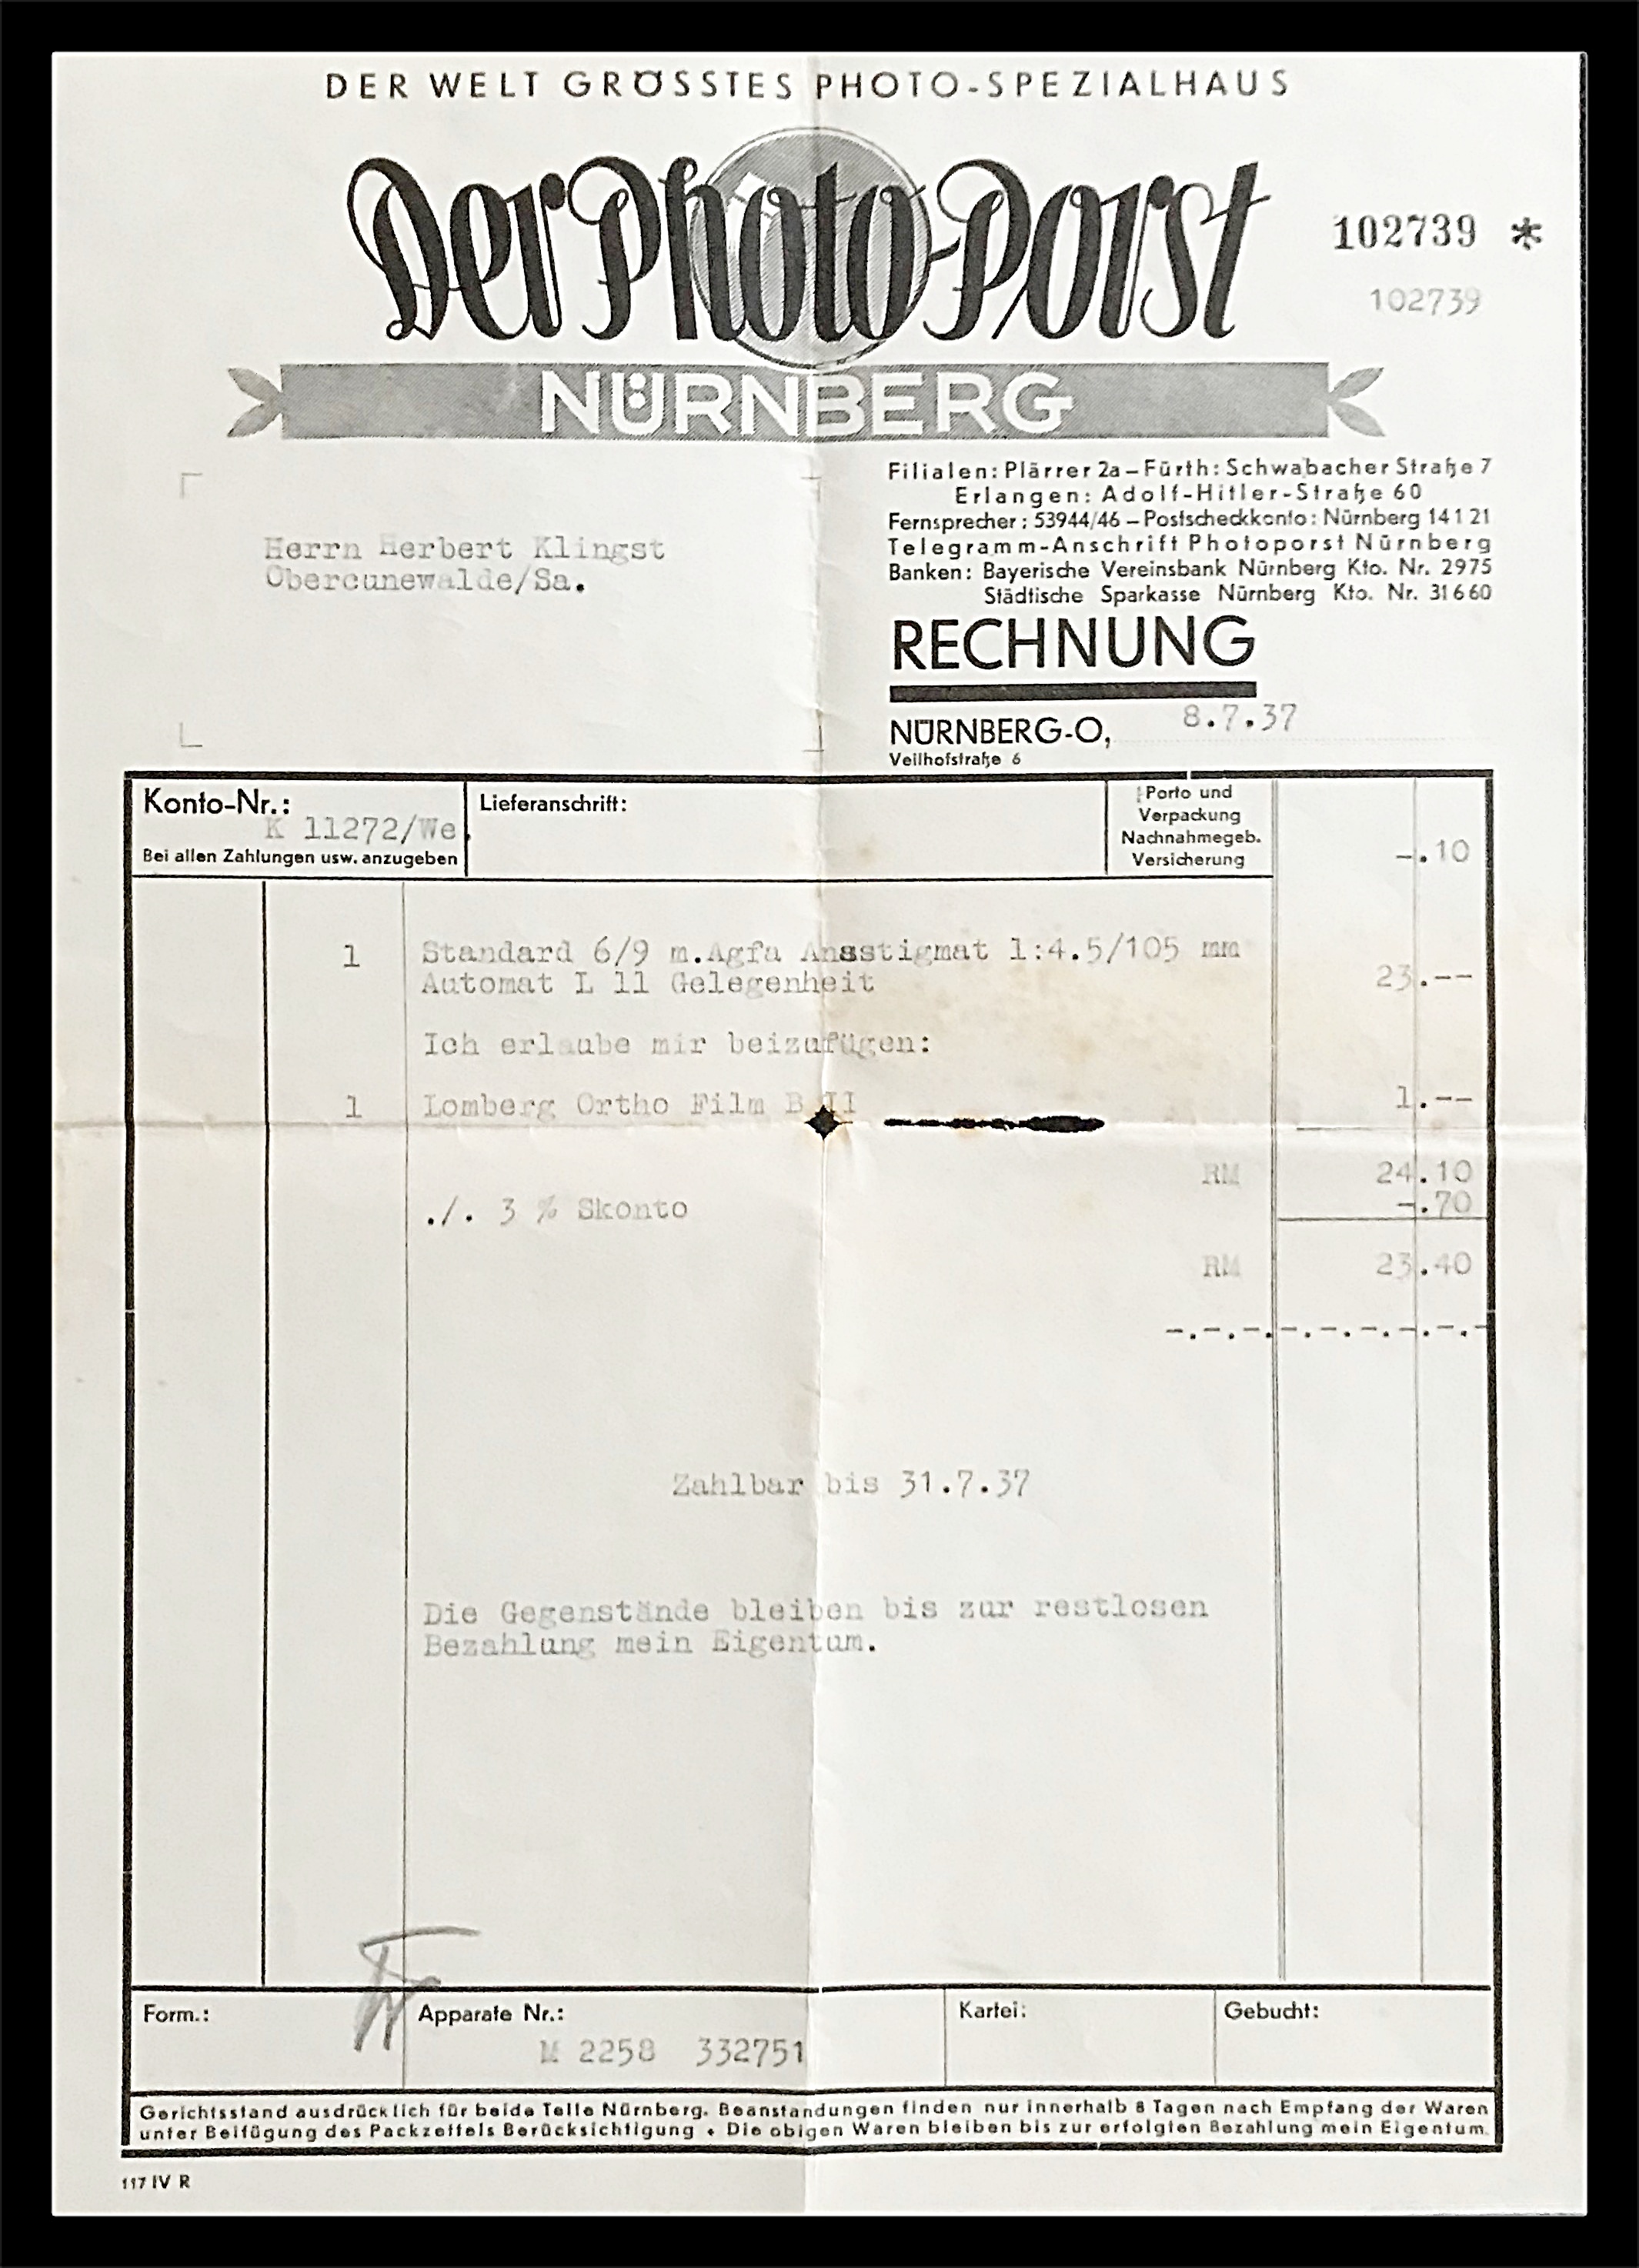 DER WELT GRÖSSTES PHOTO-SPEZIALHAUS
Der Photo-Porst
102739 *
102739
NÜRNBERG
Filialen: Plärrer 2a – Fürth: Schwabacher Straße 7
Erlangen: Adolf-Hitler-Straße 60
Fernsprecher: 53944/46 – Postscheckkonto: Nürnberg 14121
Telegramm-Anschrift Photoporst Nürnberg
Banken: Bayerische Vereinsbank Nürnberg Kto. Nr. 2975
Städtische Sparkasse Nürnberg Kto. Nr. 31660
Herrn Herbert Klingst
Obercunewalde/Sa.
RECHNUNG
NÜRNBERG-O, 8.7.37
Veilhofstraße 6
Konto-Nr.:
K 11272/We
Bei allen Zahlungen usw. anzugeben
Lieferanschrift:
Porto und
Verpackung
Nachnahmegeb.
Versicherung
-.10
1 Standard 6/9 m.Agfa Anastigmat 1:4.5/105 mm
Automat L 11 Gelegenheit 23.--
Ich erlaube mir beizufügen:
1 Lomberg Ortho Film B II 1.--
RM 24.10
./. 3 % Skonto -.70
RM 23.40
-.-.-.-.-.-.-.-.-
Zahlbar bis 31.7.37
Die Gegenstände bleiben bis zur restlosen
Bezahlung mein Eigentum.
Form.:
Apparate Nr.:
M 2258 332751
Kartei:
Gebucht:
Gerichtsstand ausdrücklich für beide Teile Nürnberg. Beanstandungen finden nur innerhalb 8 Tagen nach Empfang der Waren
unter Beifügung des Packzettels Berücksichtigung • Die obigen Waren bleiben bis zur erfolgten Bezahlung mein Eigentum.
117 IV R